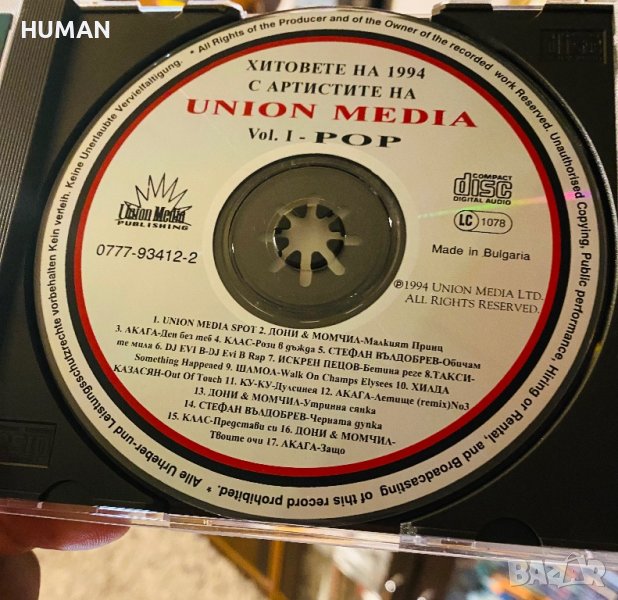 HUMAN
* All Rights of the Producer and of the Owner of the recorded work Reserved. Unauthorised Copying, Public performance, Hiring or Rental, and Broadcasting of this record prohibited. * Alle Urheber-und Leistungsschutzrechte vorbehalten Kein verleih. Keine Unerlaubte Vervielfaltigung.
ХИТОВЕТЕ НА 1994
С АРТИСТИТЕ НА
UNION MEDIA
Vol. I - POP
Union Media
PUBLISHING
0777-93412-2
COMPACT
disc
DIGITAL AUDIO
LC 1078
Made in Bulgaria
℗1994 UNION MEDIA LTD.
ALL RIGHTS RESERVED.
1. UNION MEDIA SPOT 2. ДОНИ & МОМЧИЛ-Малкият Принц
3. АКАГА-Ден без теб 4. КЛАС-Рози в дъжда 5. СТЕФАН ВЪЛДОБРЕВ-Обичам
те мила 6. DJ EVI B-DJ Evi B Rap 7. ИСКРЕН ПЕЦОВ-Бетина реге 8.ТАКСИ-
Something Happened 9. ШАМОА-Walk On Champs Elysees 10. ХИЛДА
КАЗАСЯН-Out Of Touch 11. КУ-КУ-Дулсинея 12. АКАГА-Летище (remix)No3
13. ДОНИ & МОМЧИЛ-Утринна сянка
14. СТЕФАН ВЪЛДОБРЕВ-Черната дупка
15. КЛАС-Представи си 16. ДОНИ & МОМЧИЛ-
Твоите очи 17. АКАГА-Защо
BAZAR